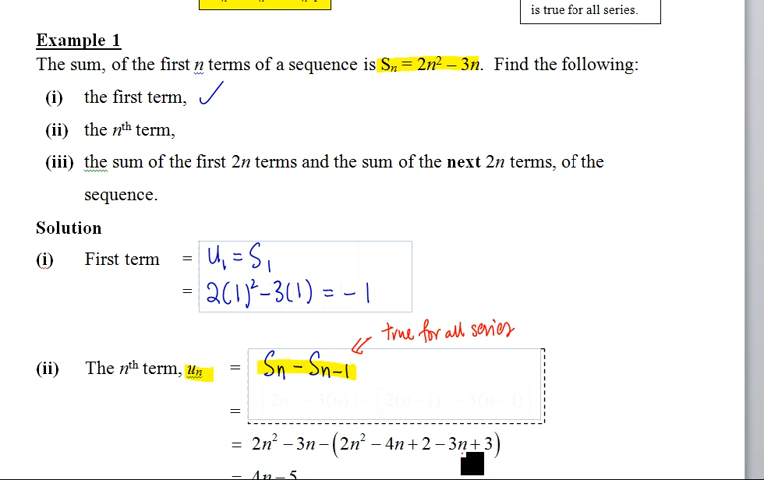 is true for all series.
Example 1
The sum, of the first n terms of a sequence is Sₙ = 2n² – 3n. Find the following:
(i) the first term, ✓
(ii) the nᵗʰ term,
(iii) the sum of the first 2n terms and the sum of the next 2n terms, of the
sequence.
Solution
(i) First term = u₁ = S₁
= 2(1)² - 3(1) = -1
true for all series
(ii) The nᵗʰ term, uₙ = Sₙ - Sₙ₋₁
=
= 2n² − 3n − (2n² − 4n + 2 − 3n + 3)
= 4n − 5